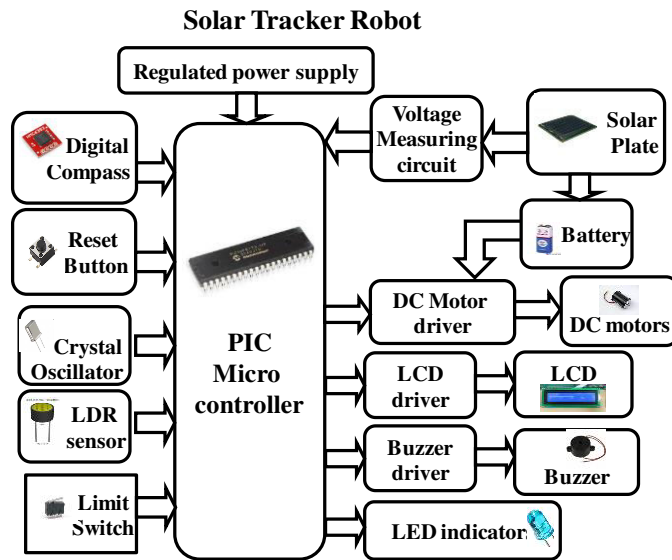 Solar Tracker Robot
Regulated power supply
Digital
Compass
Reset
Button
Crystal
Oscillator
LDR
sensor
Limit
Switch
PIC
Micro
controller
Voltage
Measuring
circuit
Solar
Plate
Battery
DC Motor
driver
DC motors
LCD
driver
LCD
Buzzer
driver
Buzzer
LED indicators